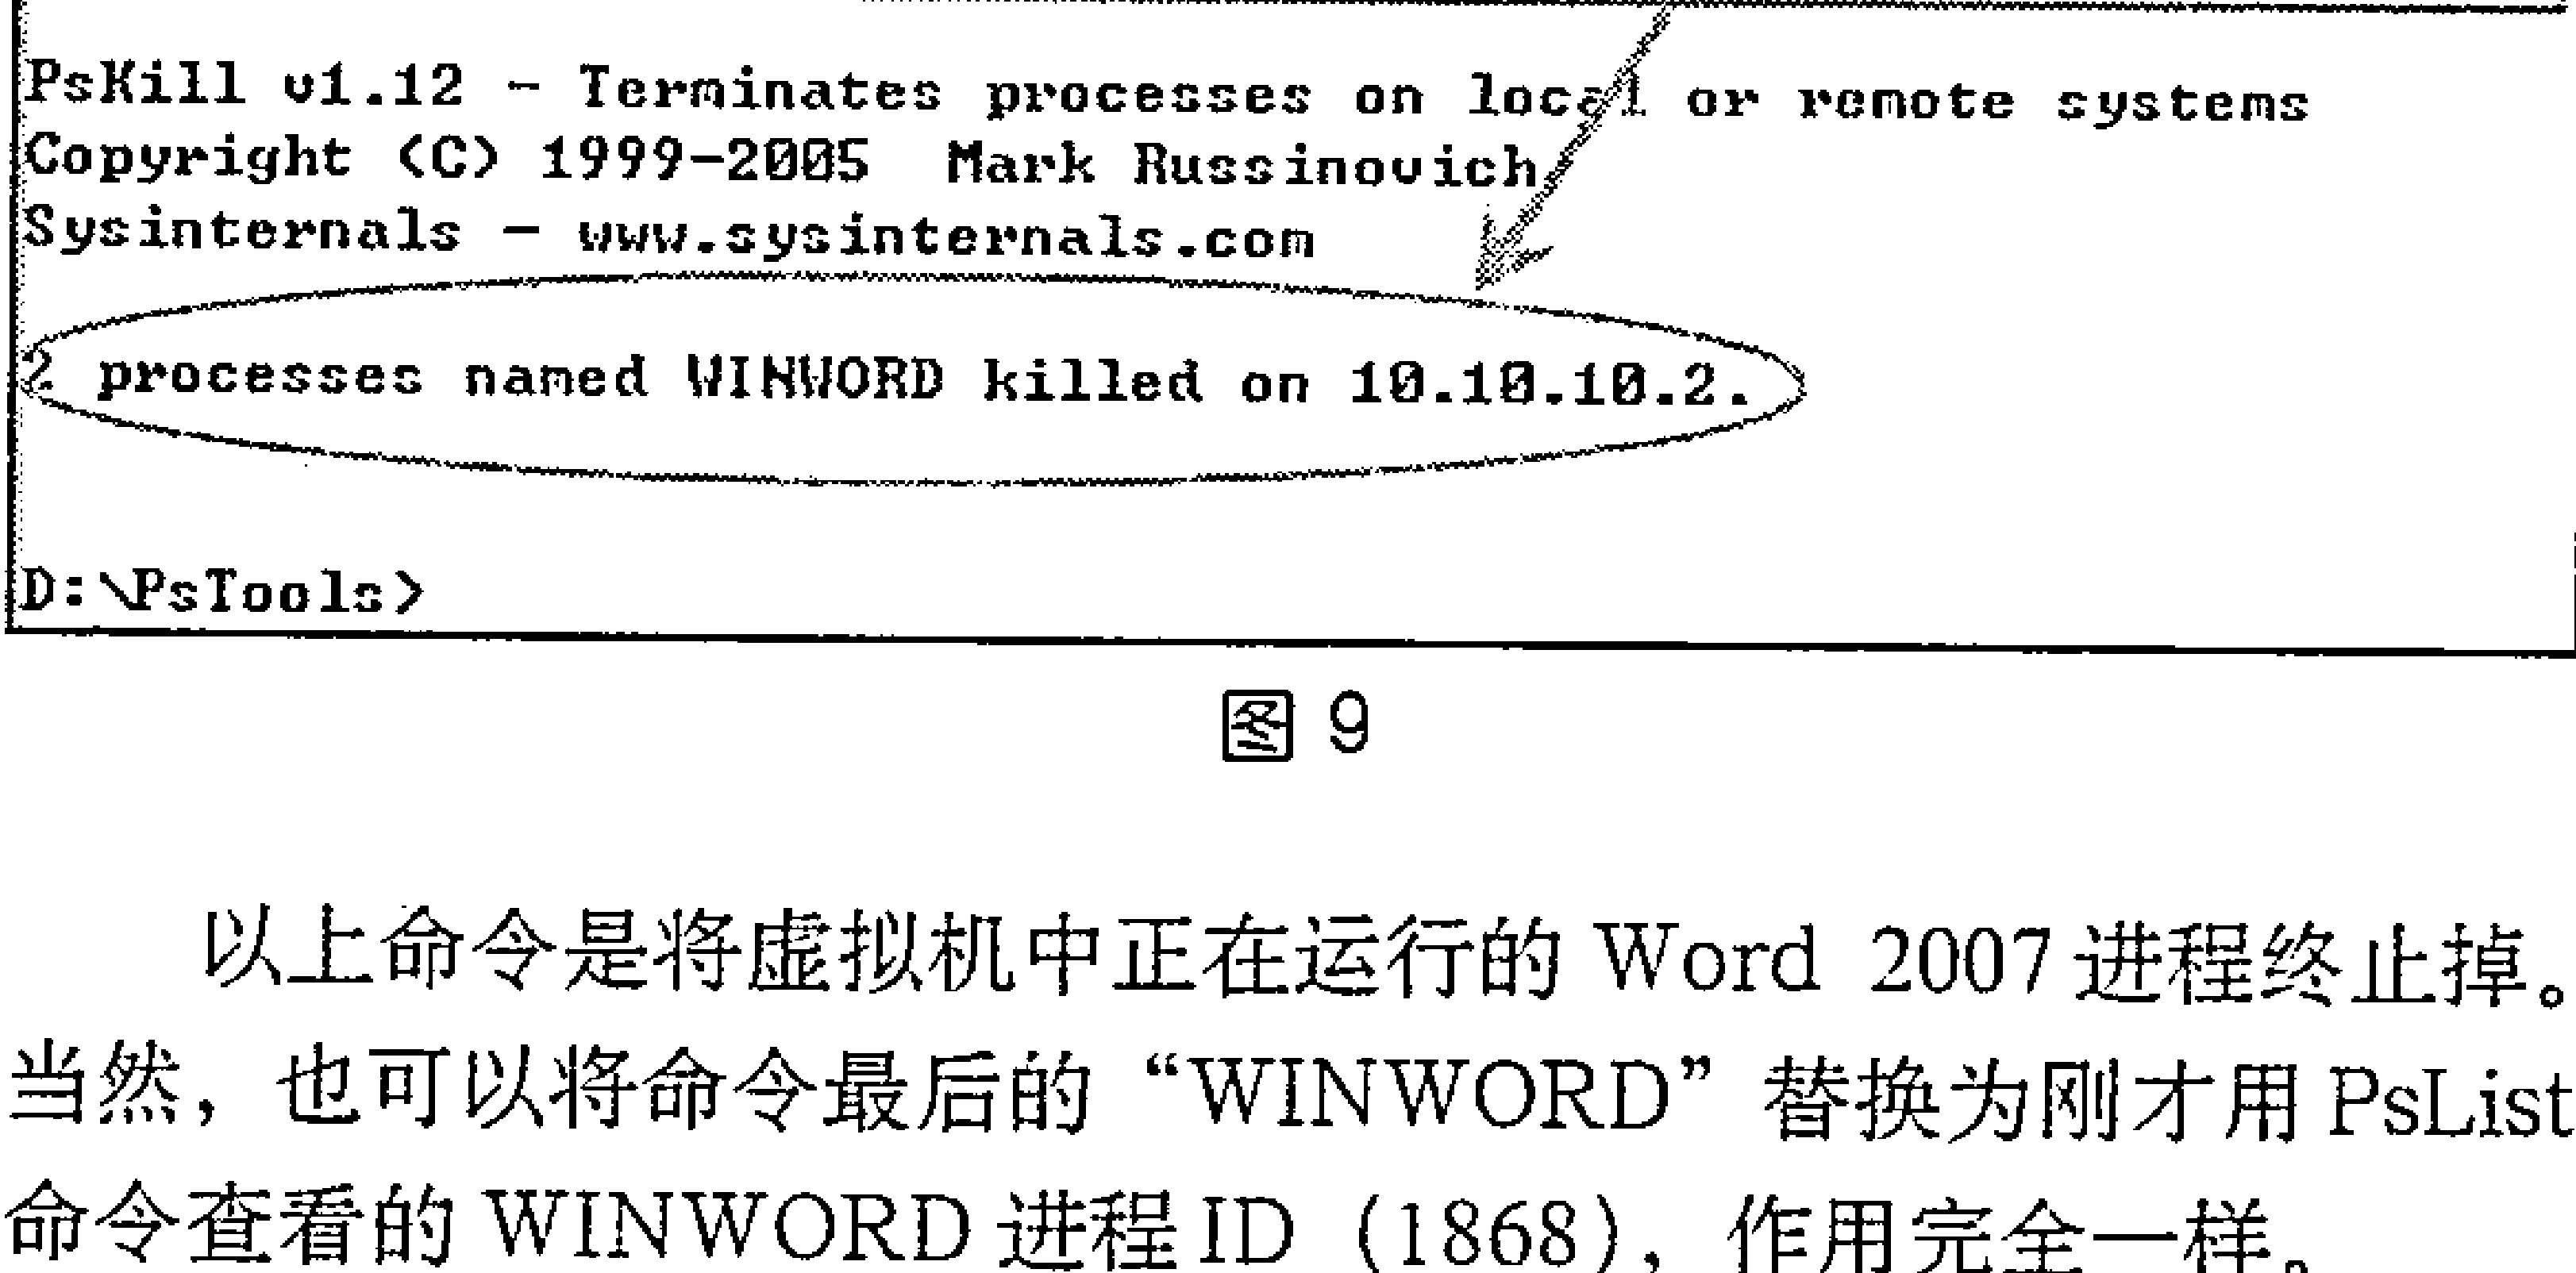 PsKill v1.12 - Terminates processes on local or remote systems
Copyright (C) 1999-2005  Mark Russinovich
Sysinternals - www.sysinternals.com
2 processes named WINWORD killed on 10.10.10.2.
D:\PsTools>
图 9
以上命令是将虚拟机中正在运行的 Word 2007 进程终止掉。
当然，也可以将命令最后的“WINWORD”替换为刚才用 PsList
命令查看的 WINWORD 进程 ID（1868），作用完全一样。